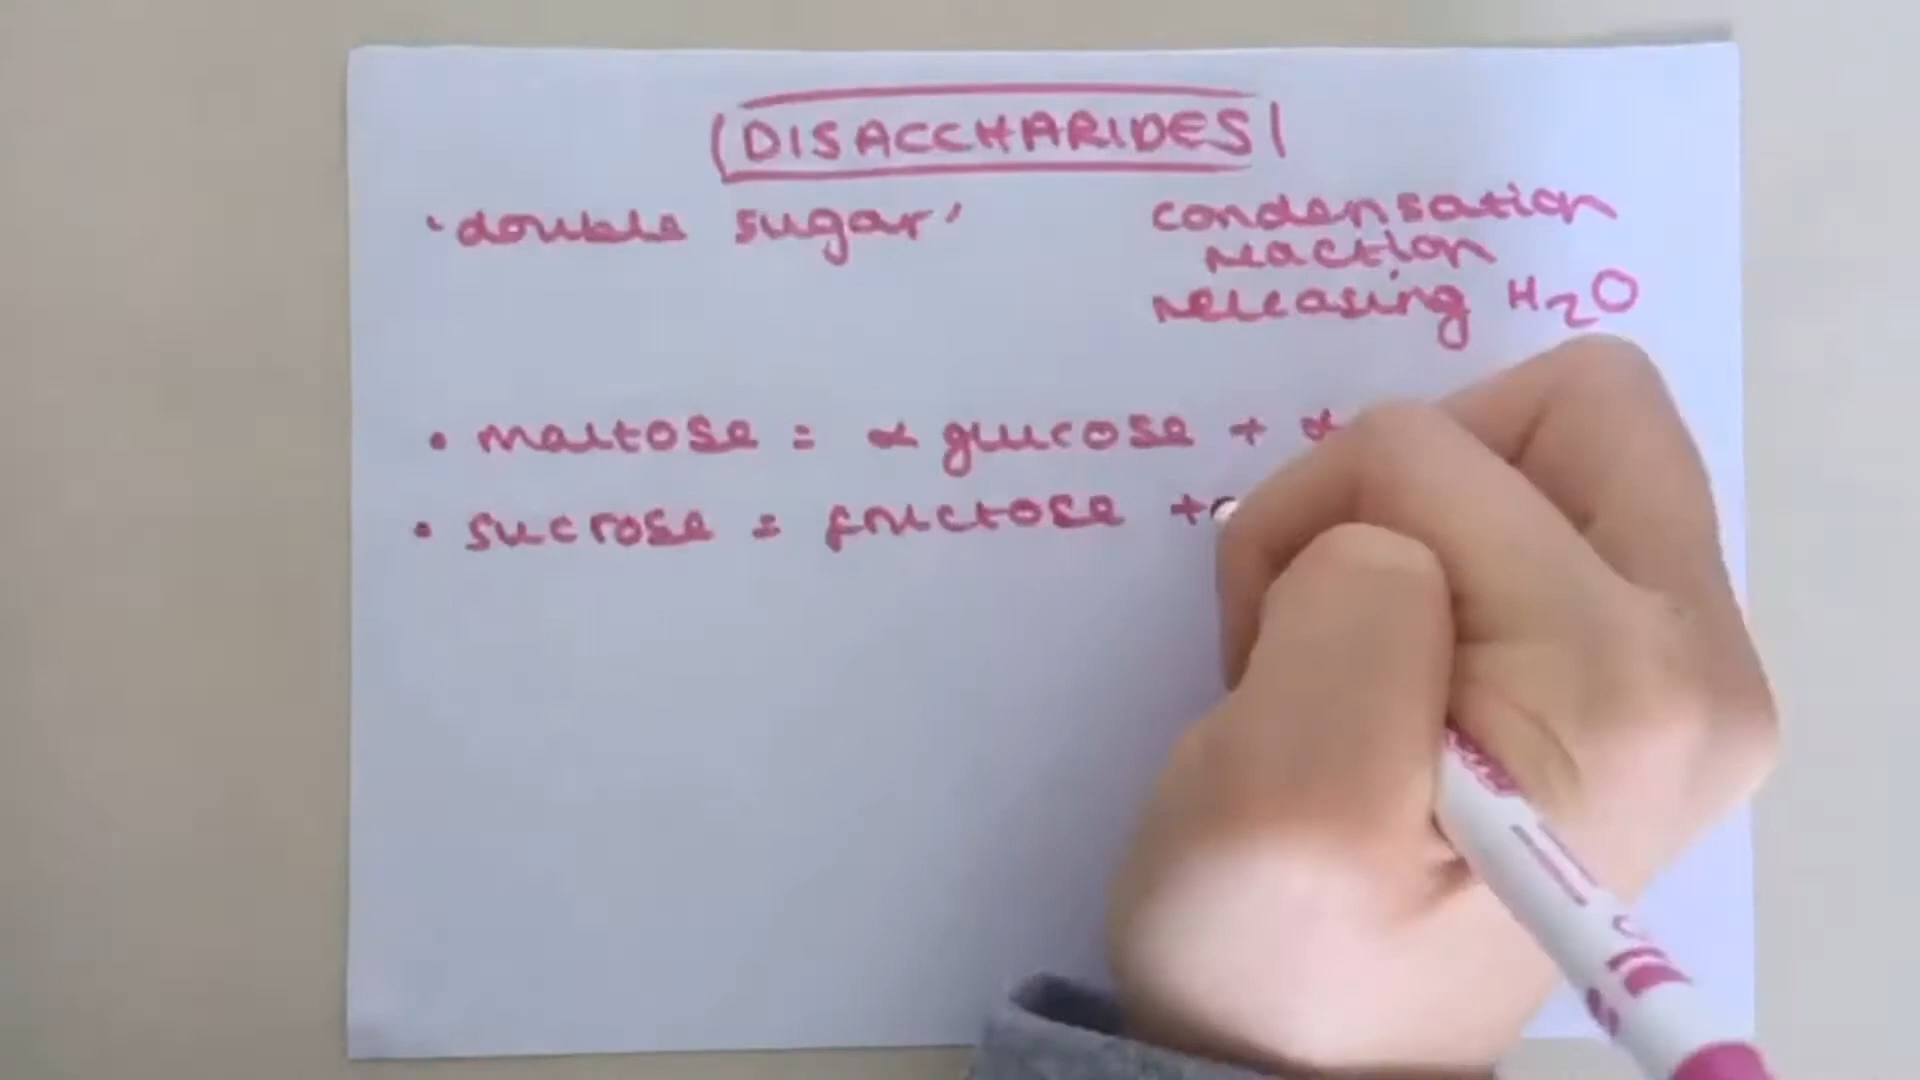 DISACCHARIDES
'double sugar'
condensation
reaction
releasing H₂O
• maltose = α glucose + α
• sucrose = fructose +